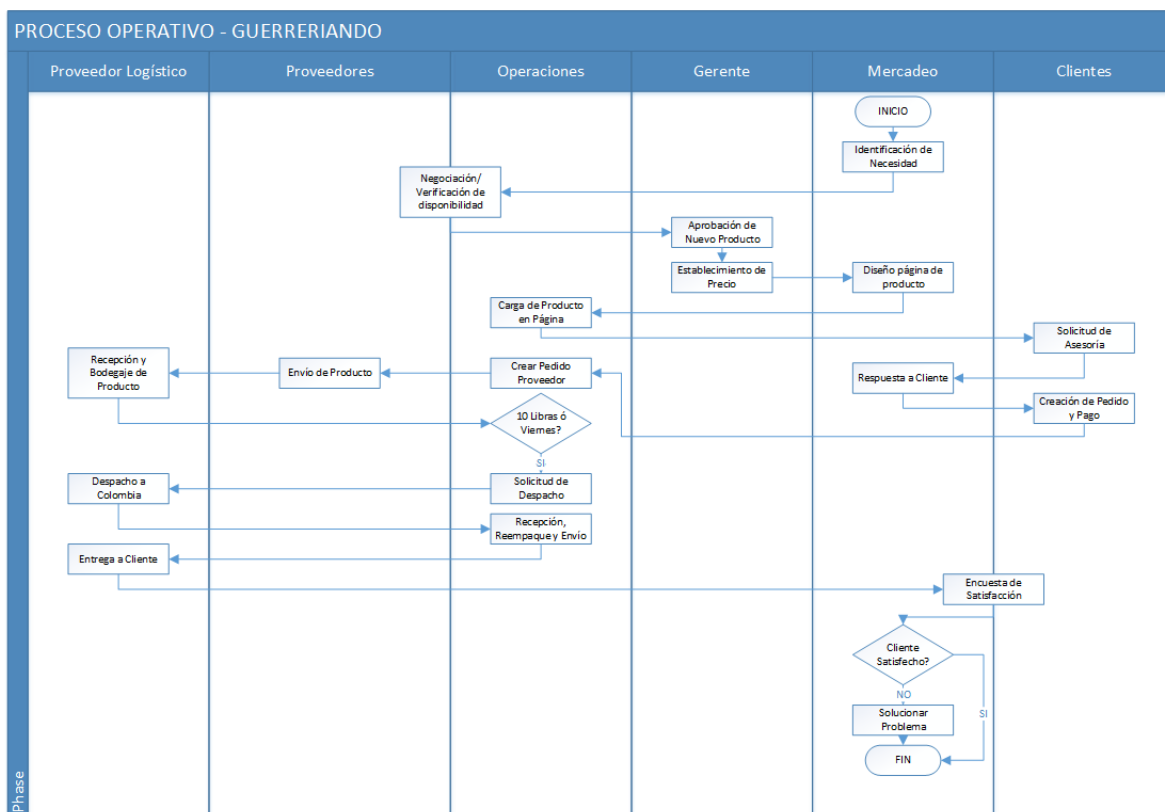 PROCESO OPERATIVO - GUERRERIANDO
Proveedor Logístico
Proveedores
Operaciones
Gerente
Mercadeo
Clientes
INICIO
Identificación de
Necesidad
Negociación/
Verificación de
disponibilidad
Aprobación de
Nuevo Producto
Establecimiento de
Precio
Diseño página de
producto
Carga de Producto
en Página
Solicitud de
Asesoría
Recepción y
Bodegaje de
Producto
Envío de Producto
Crear Pedido
Proveedor
Respuesta a Cliente
Creación de Pedido
y Pago
10 Libras ó
Viernes?
SI
Despacho a
Colombia
Solicitud de
Despacho
Recepción,
Reempaque y Envío
Entrega a Cliente
Encuesta de
Satisfacción
Cliente
Satisfecho?
NO
SI
Solucionar
Problema
FIN
Phase